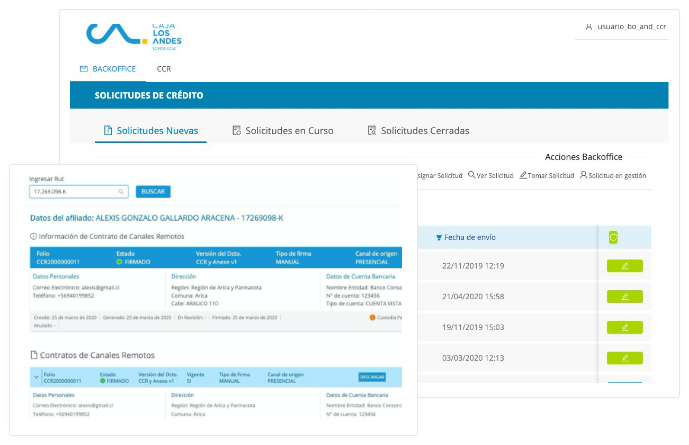 CAJA
LOS
ANDES
usuario_bo_and_ccr
BACKOFFICE CCR
SOLICITUDES DE CRÉDITO
Solicitudes Nuevas Solicitudes en Curso Solicitudes Cerradas
Acciones Backoffice
signar Solicitud Ver Solicitud Tomar Solicitud Solicitud en gestión
Fecha de envío
22/11/2019 12:19
21/04/2020 15:58
19/11/2019 15:03
03/03/2020 12:13
Ingresar Rut
17.269.098-K BUSCAR
Datos del afiliado: ALEXIS GONZALO GALLARDO ARACENA - 17269098-K
Información de Contrato de Canales Remotos
Folio Estado Versión del Dcto. Tipo de firma Canal de origen
CCR2000000011 FIRMADO CCR y Anexo v1 MANUAL PRESENCIAL
Datos Personales Dirección Datos de Cuenta Bancaria
Correo Electrónico: alexis@gmail.cl Región: Región de Arica y Parinacota Nombre Entidad: Banco Consorc
Teléfono: +56940199852 Comuna: Arica N° de cuenta: 123456
Calle: ARAUCO 110 Tipo de cuenta: CUENTA VISTA
Creado: 25 de marzo de 2020 Generado: 25 de marzo de 2020 En Revisión: - Firmado: 25 de marzo de 2020 Custodia Pe
Anulado: -
Contratos de Canales Remotos
Folio Estado Versión del Dcto. Vigente Tipo de firma Canal de origen
CCR2000000011 FIRMADO CCR y Anexo v1 SI MANUAL PRESENCIAL DESCARGAR
Datos Personales Dirección Datos de Cuenta Bancaria
Correo Electrónico: alexis@gmail.cl Región: Región de Arica y Parinacota Nombre Entidad: Banco Consorc
Teléfono: +56940199852 Comuna: Arica N° de cuenta: 123456